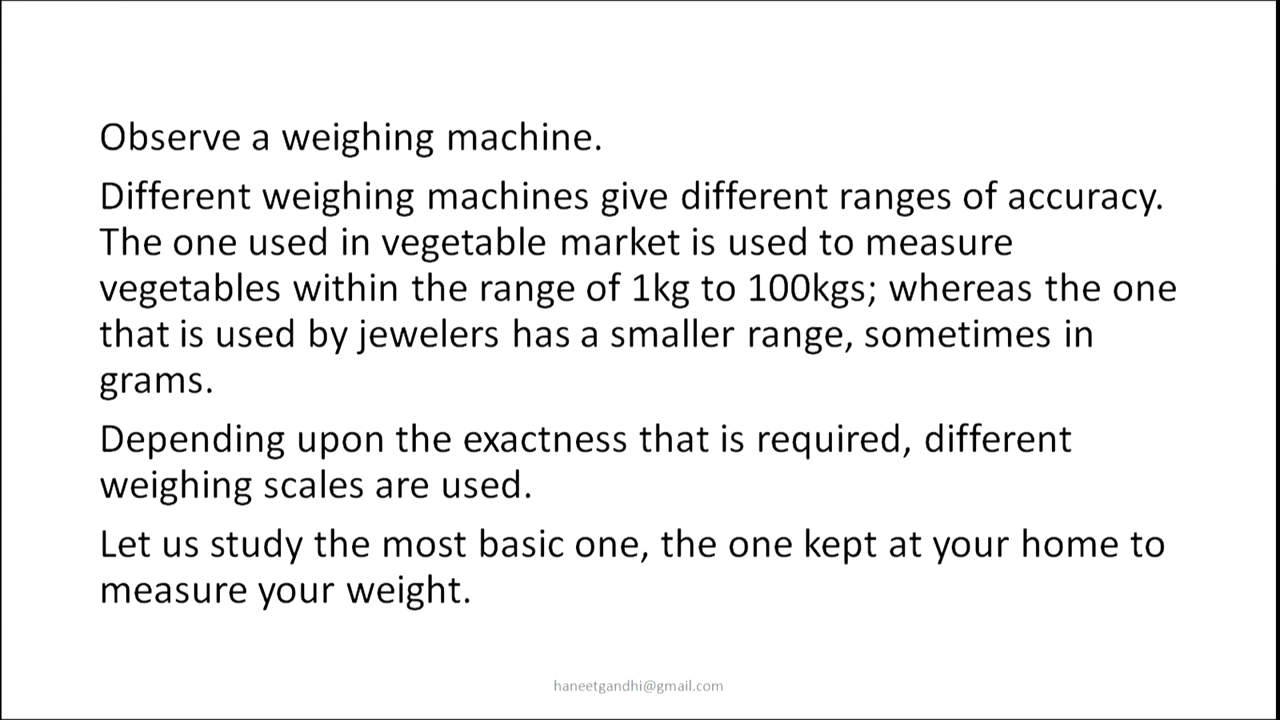 Observe a weighing machine.
Different weighing machines give different ranges of accuracy.
The one used in vegetable market is used to measure
vegetables within the range of 1kg to 100kgs; whereas the one
that is used by jewelers has a smaller range, sometimes in
grams.
Depending upon the exactness that is required, different
weighing scales are used.
Let us study the most basic one, the one kept at your home to
measure your weight.
haneetgandhi@gmail.com